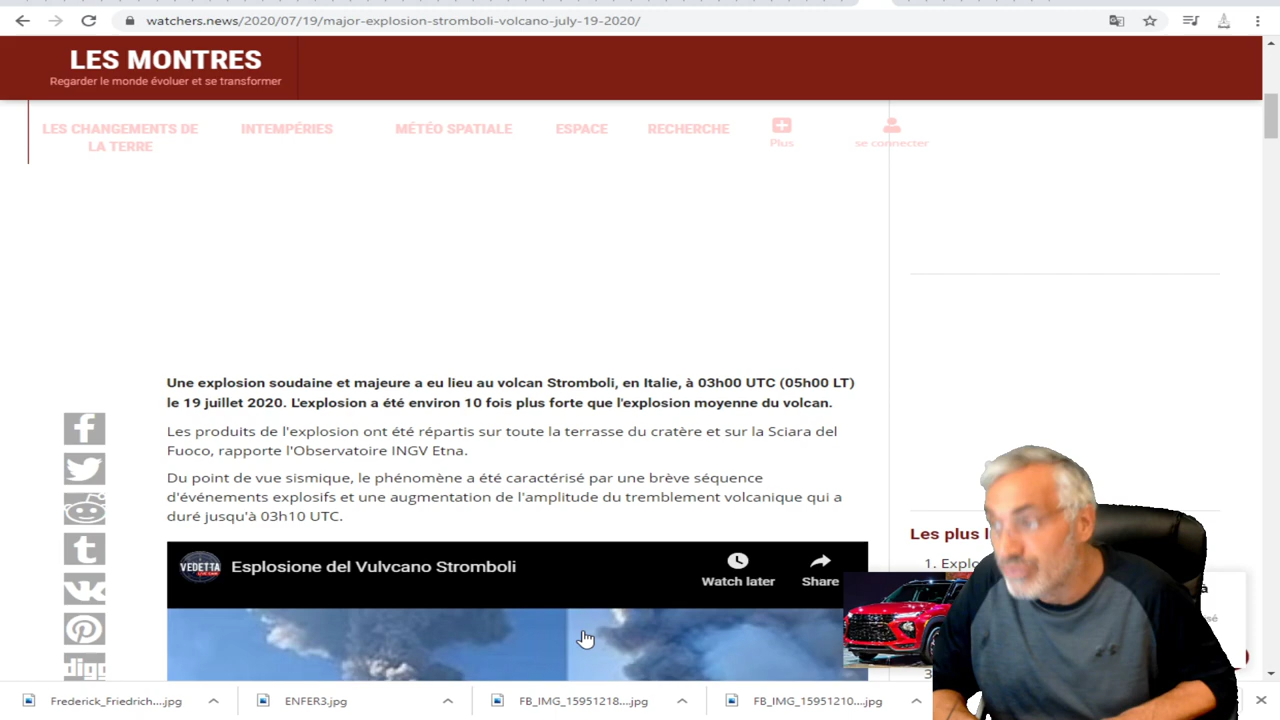 watchers.news/2020/07/19/major-explosion-stromboli-volcano-july-19-2020/
LES MONTRES
Regarder le monde évoluer et se transformer
LES CHANGEMENTS DE
LA TERRE
INTEMPÉRIES
MÉTÉO SPATIALE
ESPACE
RECHERCHE
Plus
se connecter
Une explosion soudaine et majeure a eu lieu au volcan Stromboli, en Italie, à 03h00 UTC (05h00 LT)
le 19 juillet 2020. L'explosion a été environ 10 fois plus forte que l'explosion moyenne du volcan.
Les produits de l'explosion ont été répartis sur toute la terrasse du cratère et sur la Sciara del
Fuoco, rapporte l'Observatoire INGV Etna.
Du point de vue sismique, le phénomène a été caractérisé par une brève séquence
d'événements explosifs et une augmentation de l'amplitude du tremblement volcanique qui a
duré jusqu'à 03h10 UTC.
digg
VEDETTA
Esplosione del Vulvcano Stromboli
Watch later
Share
Les plus
1. Explo
à
3
Frederick_Friedrich....jpg
ENFER3.jpg
FB_IMG_15951218....jpg
FB_IMG_15951210....jpg